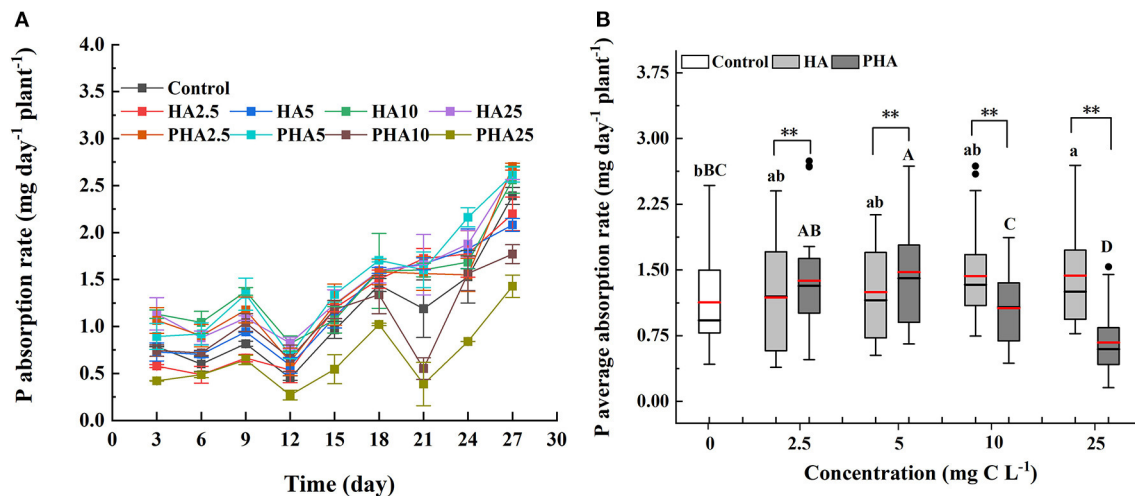 A
P absorption rate (mg day⁻¹ plant⁻¹)
4.0
3.5
3.0
2.5
2.0
1.5
1.0
0.5
0.0
Control
HA2.5 HA5 HA10 HA25
PHA2.5 PHA5 PHA10 PHA25
0 3 6 9 12 15 18 21 24 27 30
Time (day)
B
P average absorption rate (mg day⁻¹ plant⁻¹)
3.75
3.00
2.25
1.50
0.75
0.00
Control HA PHA
** ** ** **
bBC ab AB ab A ab C a D
0 2.5 5 10 25
Concentration (mg C L⁻¹)